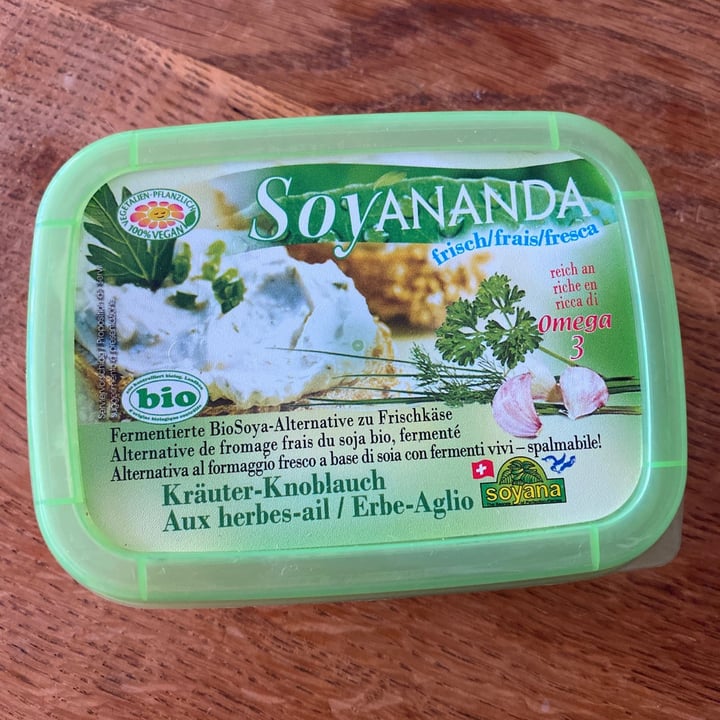 VEGETALIEN·PFLANZLICH
100% VEGAN
SoyANANDA
frisch/frais/fresca
reich an
riche en
ricca di
Omega
3
bio
Fermentierte BioSoya-Alternative zu Frischkäse
Alternative de fromage frais du soja bio, fermenté
Alternativa al formaggio fresco a base di soia con fermenti vivi – spalmabile!
Kräuter-Knoblauch
Aux herbes-ail / Erbe-Aglio
soyana